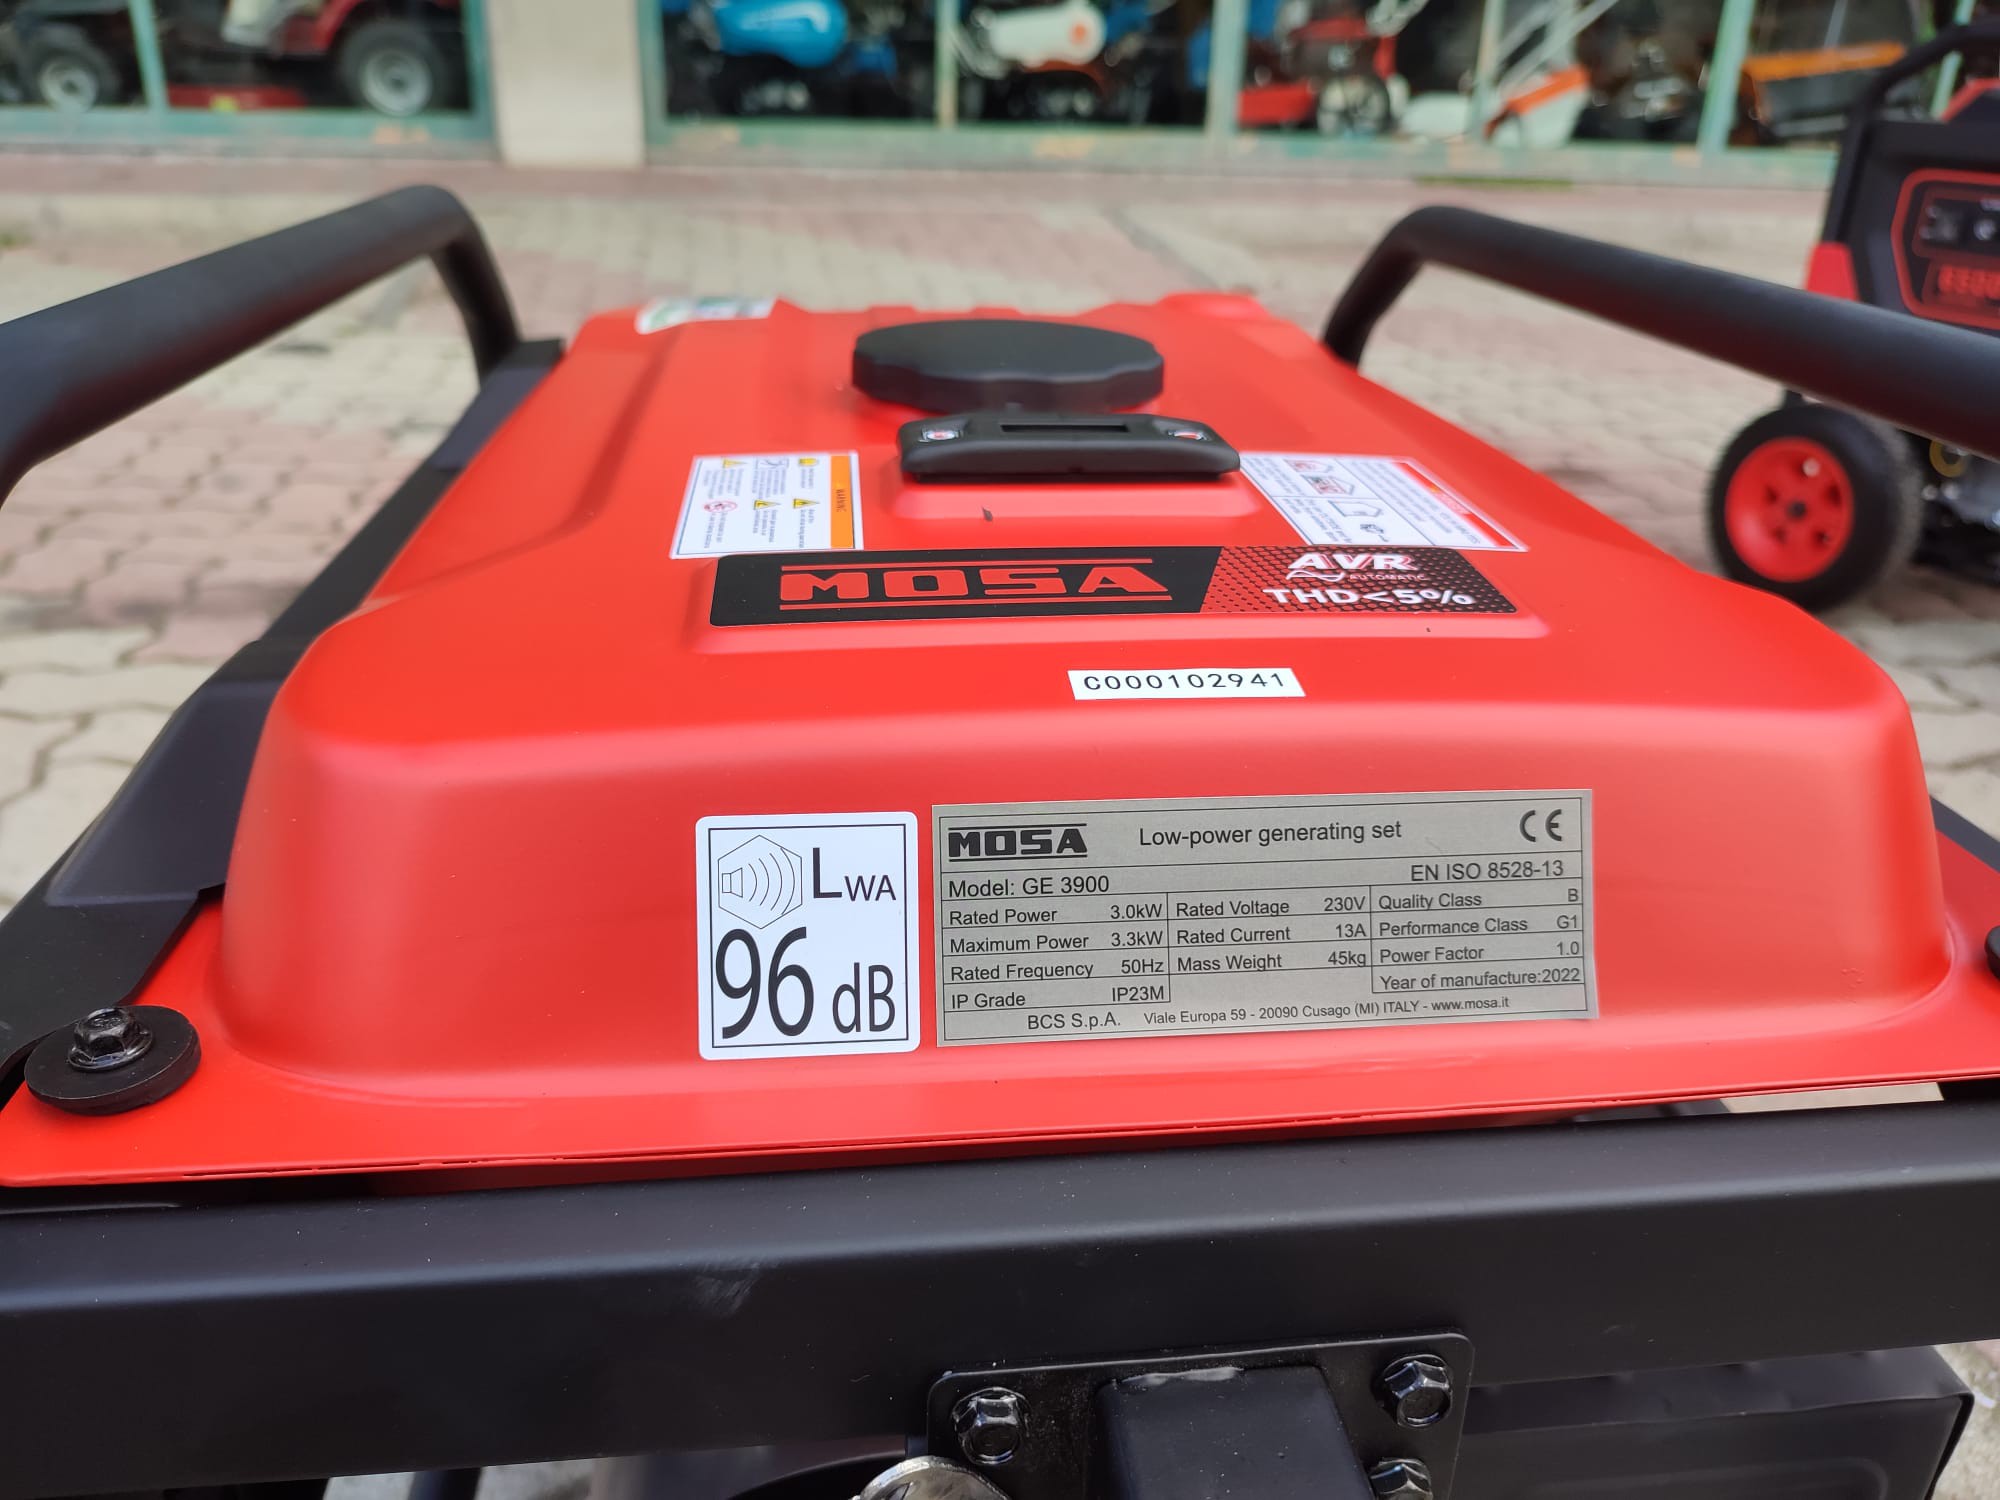 MOSA
AVR
AUTOMATIC
THD<5%
C000102941
LWA
96 dB
MOSA Low-power generating set CE
Model: GE 3900 EN ISO 8528-13
Rated Power 3.0kW Rated Voltage 230V Quality Class B
Maximum Power 3.3kW Rated Current 13A Performance Class G1
Rated Frequency 50Hz Mass Weight 45kg Power Factor 1.0
IP Grade IP23M Year of manufacture:2022
BCS S.p.A. Viale Europa 59 - 20090 Cusago (MI) ITALY - www.mosa.it